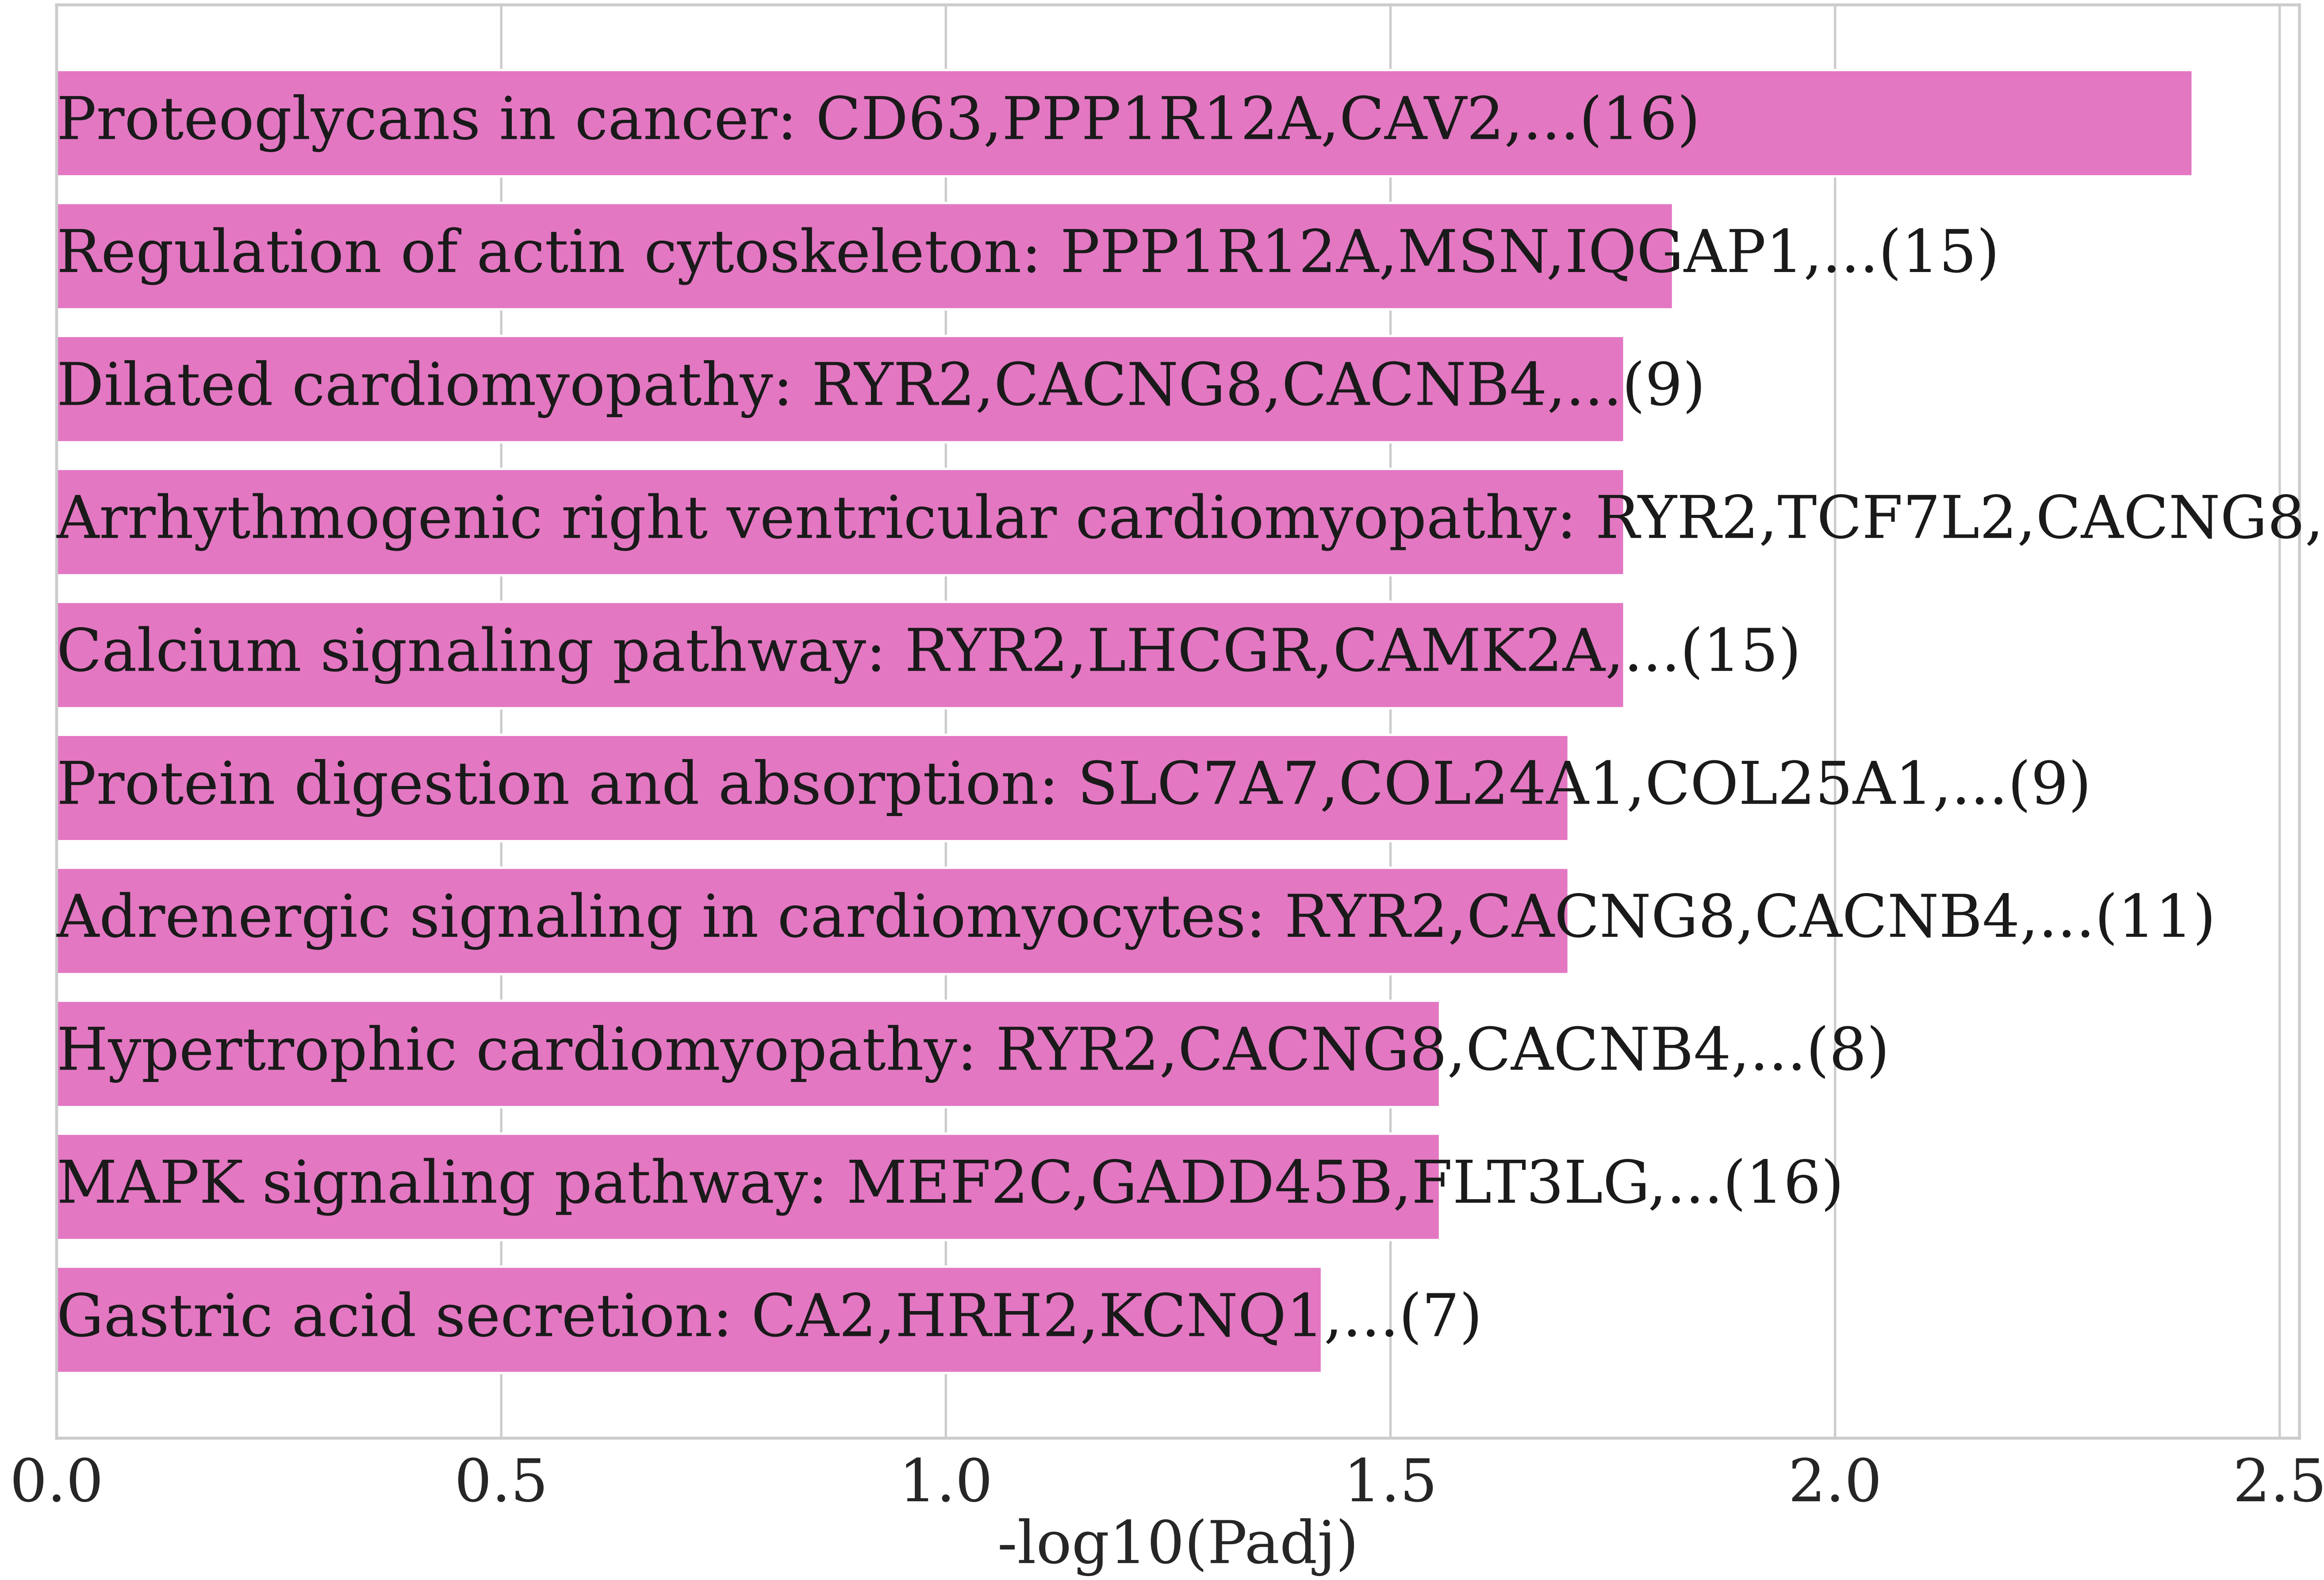 Proteoglycans in cancer: CD63,PPP1R12A,CAV2,...(16)
Regulation of actin cytoskeleton: PPP1R12A,MSN,IQGAP1,...(15)
Dilated cardiomyopathy: RYR2,CACNG8,CACNB4,...(9)
Arrhythmogenic right ventricular cardiomyopathy: RYR2,TCF7L2,CACNG8,
Calcium signaling pathway: RYR2,LHCGR,CAMK2A,...(15)
Protein digestion and absorption: SLC7A7,COL24A1,COL25A1,...(9)
Adrenergic signaling in cardiomyocytes: RYR2,CACNG8,CACNB4,...(11)
Hypertrophic cardiomyopathy: RYR2,CACNG8,CACNB4,...(8)
MAPK signaling pathway: MEF2C,GADD45B,FLT3LG,...(16)
Gastric acid secretion: CA2,HRH2,KCNQ1,...(7)
0.0 0.5 1.0 1.5 2.0 2.5
-log10(Padj)